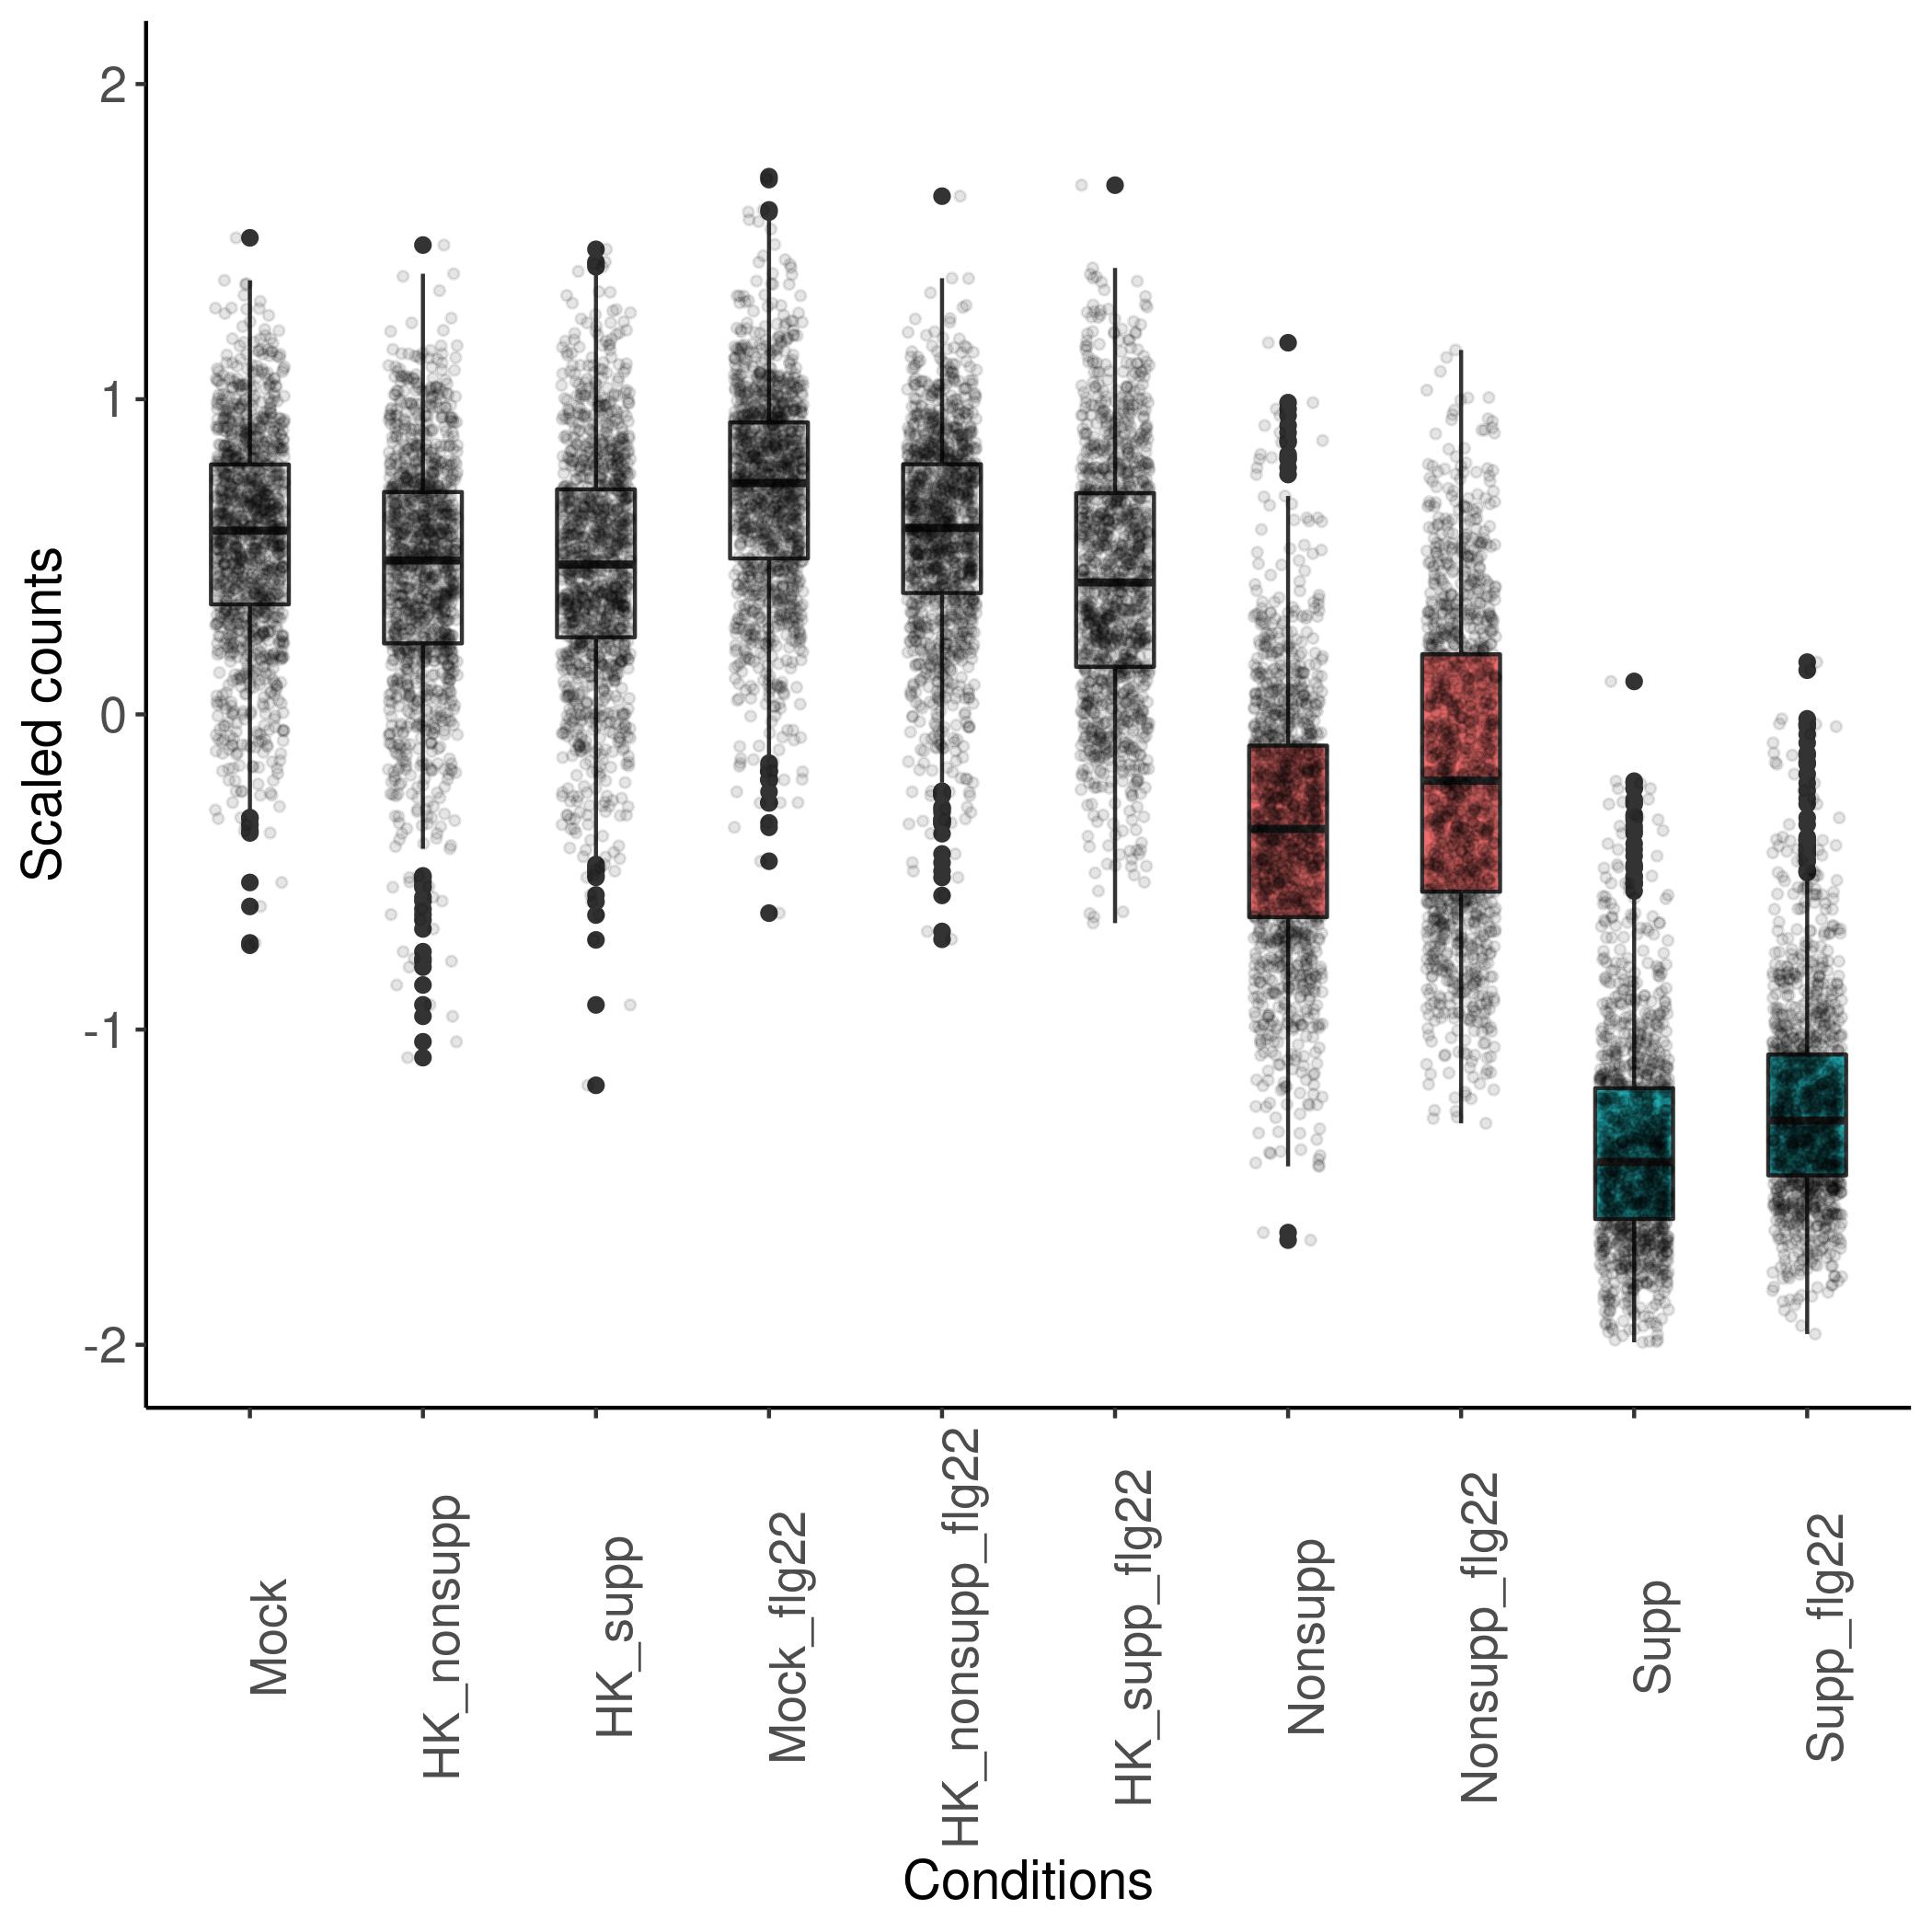 Scaled counts
2
1
0
-1
-2
Mock
HK_nonsupp
HK_supp
Mock_flg22
HK_nonsupp_flg22
HK_supp_flg22
Nonsupp
Nonsupp_flg22
Supp
Supp_flg22
Conditions